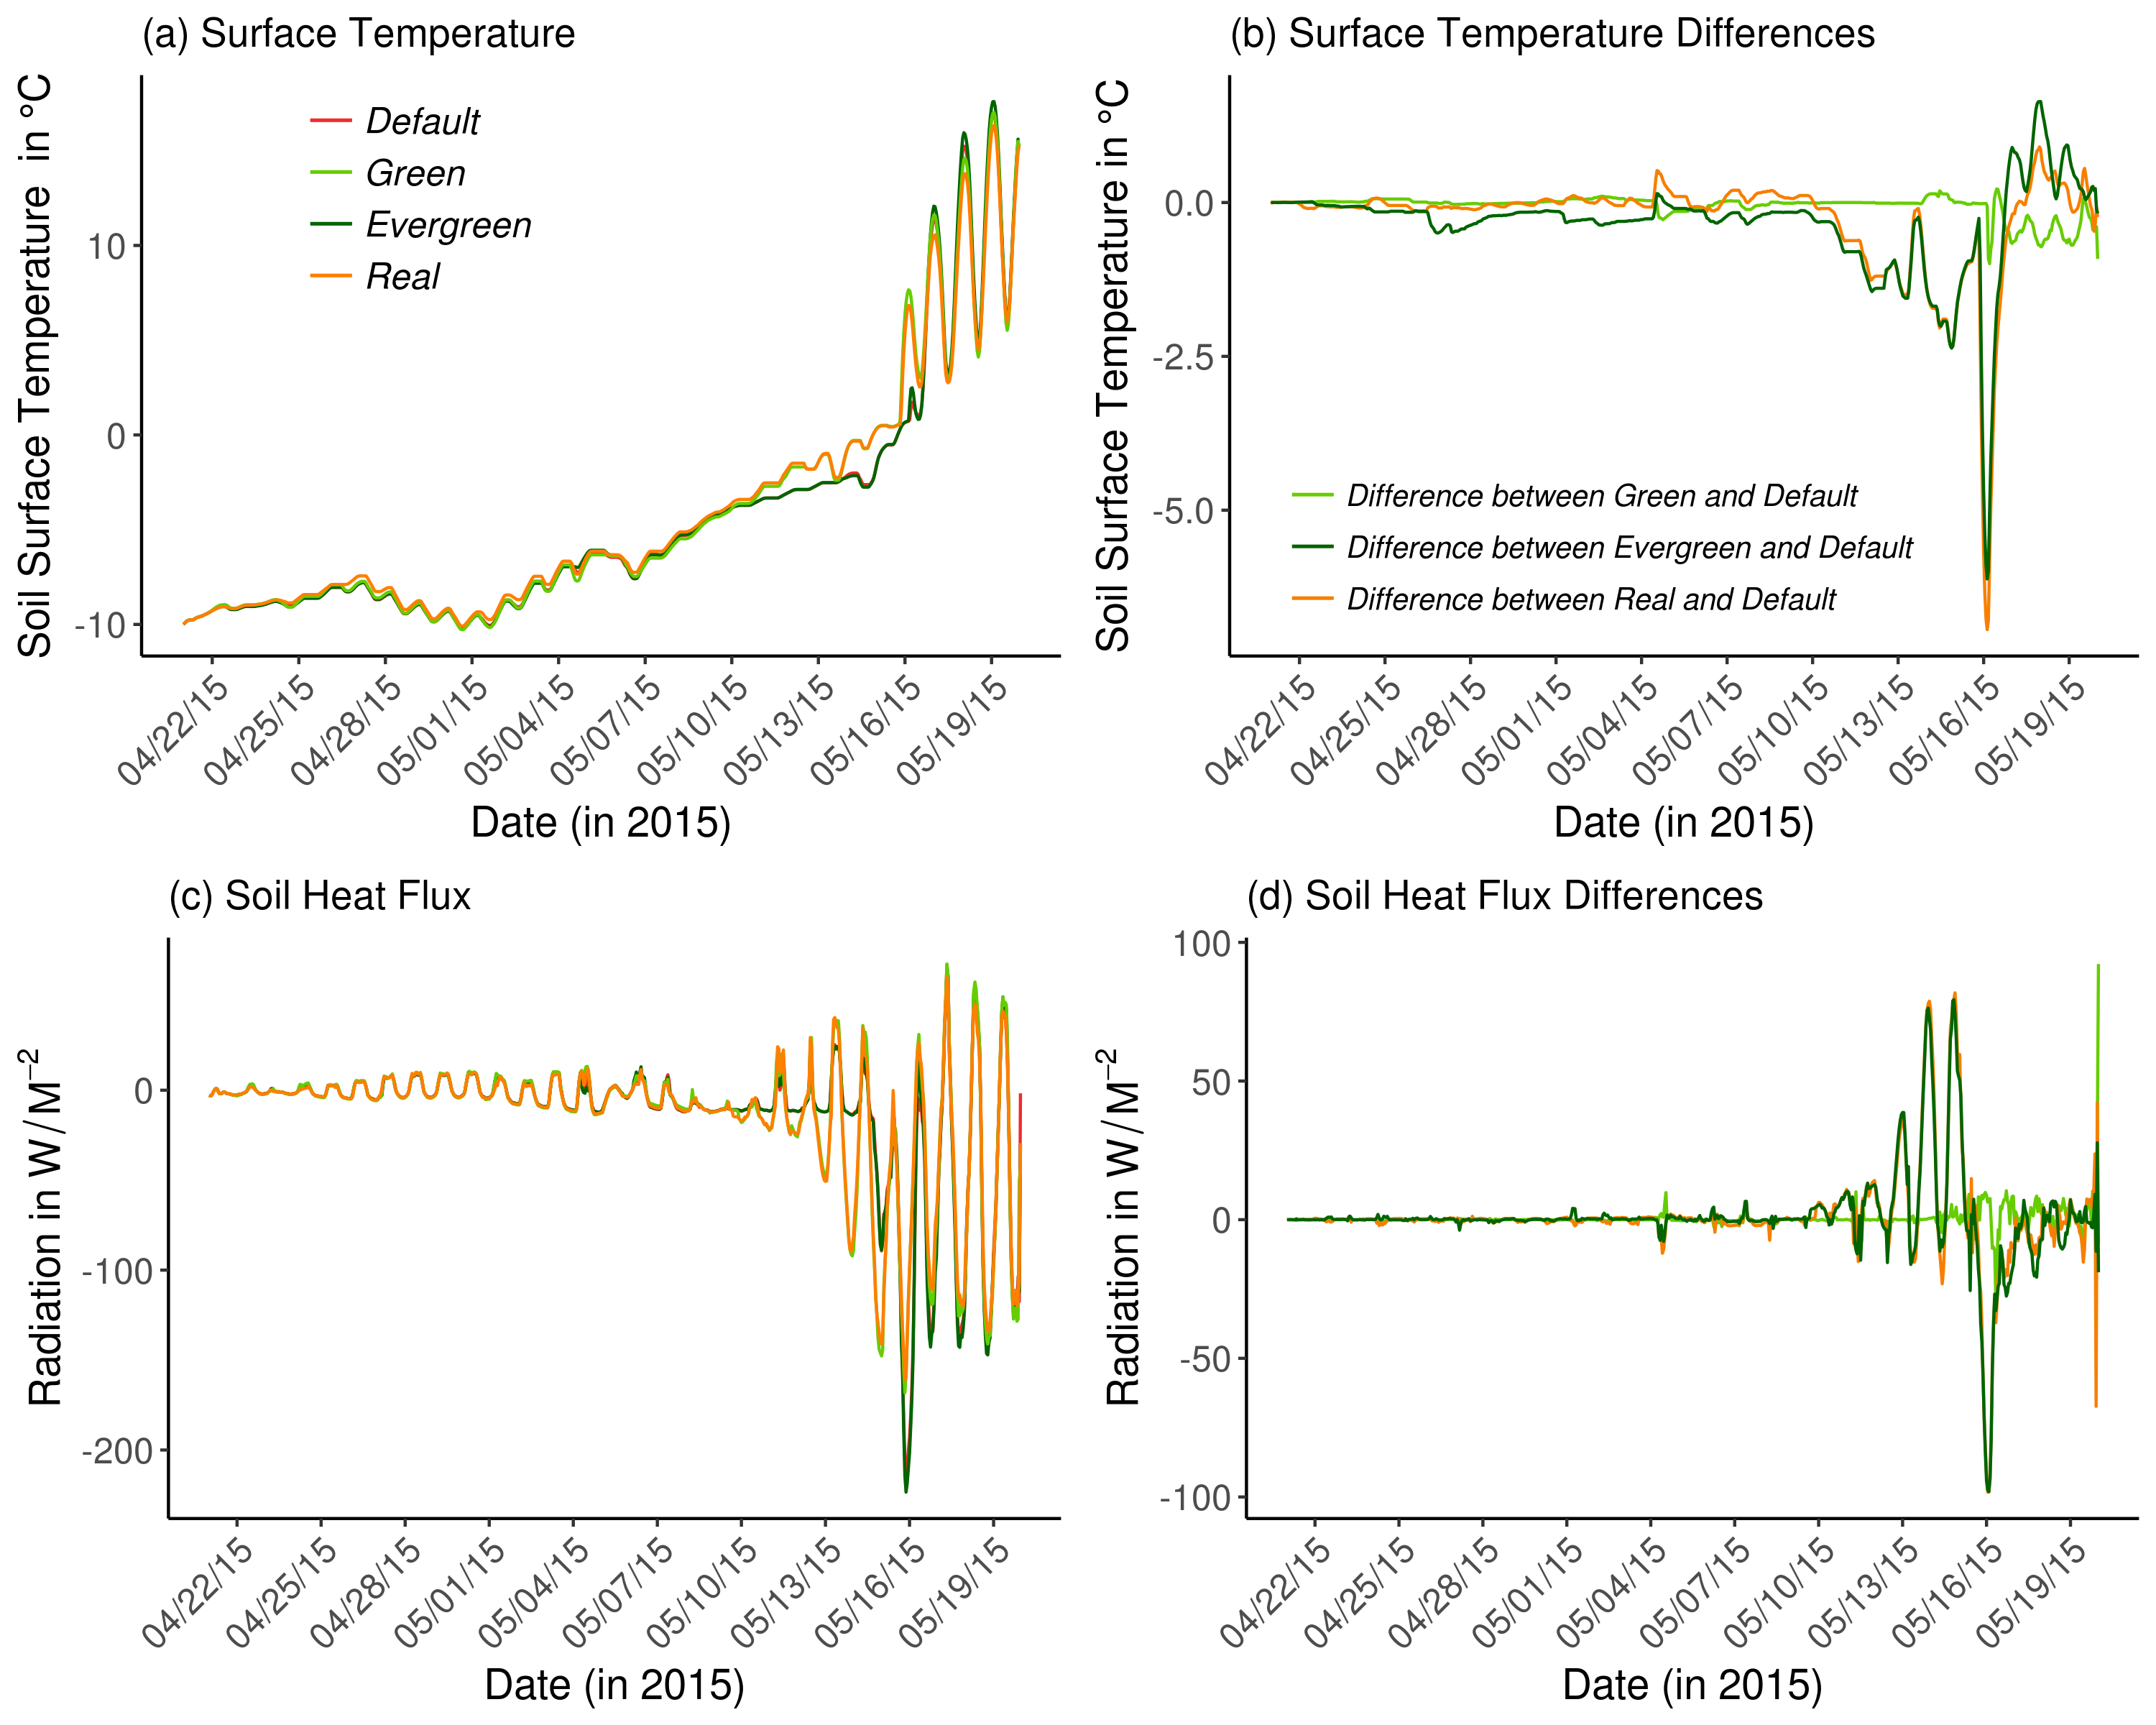 (a) Surface Temperature
Soil Surface Temperature in °C
10
0
-10
Default
Green
Evergreen
Real
04/22/15
04/25/15
04/28/15
05/01/15
05/04/15
05/07/15
05/10/15
05/13/15
05/16/15
05/19/15
Date (in 2015)
(b) Surface Temperature Differences
Soil Surface Temperature in °C
0.0
-2.5
-5.0
Difference between Green and Default
Difference between Evergreen and Default
Difference between Real and Default
04/22/15
04/25/15
04/28/15
05/01/15
05/04/15
05/07/15
05/10/15
05/13/15
05/16/15
05/19/15
Date (in 2015)
(c) Soil Heat Flux
Radiation in W/M⁻²
0
-100
-200
04/22/15
04/25/15
04/28/15
05/01/15
05/04/15
05/07/15
05/10/15
05/13/15
05/16/15
05/19/15
Date (in 2015)
(d) Soil Heat Flux Differences
Radiation in W/M⁻²
100
50
0
-50
-100
04/22/15
04/25/15
04/28/15
05/01/15
05/04/15
05/07/15
05/10/15
05/13/15
05/16/15
05/19/15
Date (in 2015)